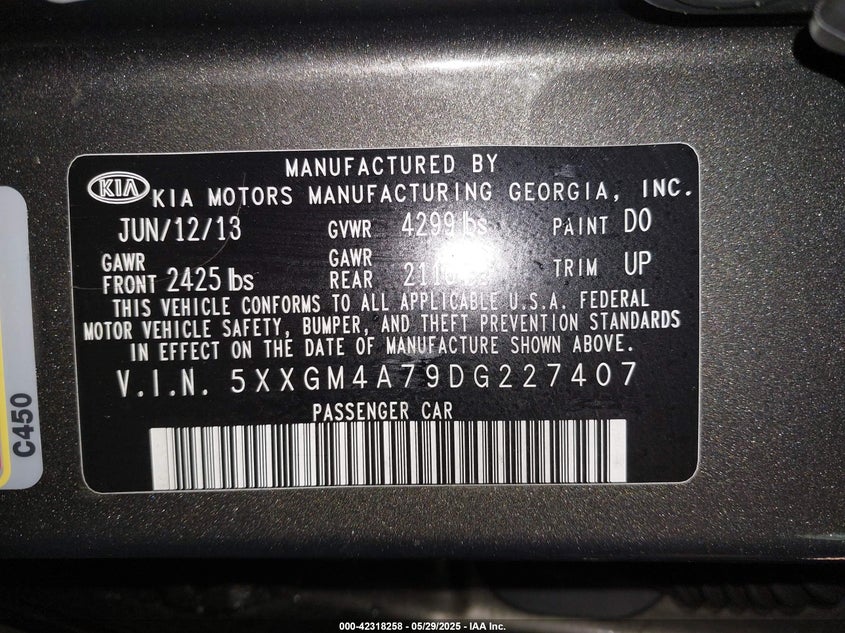 MANUFACTURED BY
KIA KIA MOTORS MANUFACTURING GEORGIA, INC.
JUN/12/13 GVWR 4299 lbs PAINT DO
GAWR FRONT 2425 lbs GAWR REAR TRIM UP
THIS VEHICLE CONFORMS TO ALL APPLICABLE U.S.A. FEDERAL
MOTOR VEHICLE SAFETY, BUMPER, AND THEFT PREVENTION STANDARDS
IN EFFECT ON THE DATE OF MANUFACTURE SHOWN ABOVE.
V.I.N. 5XXGM4A79DG227407
PASSENGER CAR
C450
000-42318258 - 05/29/2025 - IAA Inc.